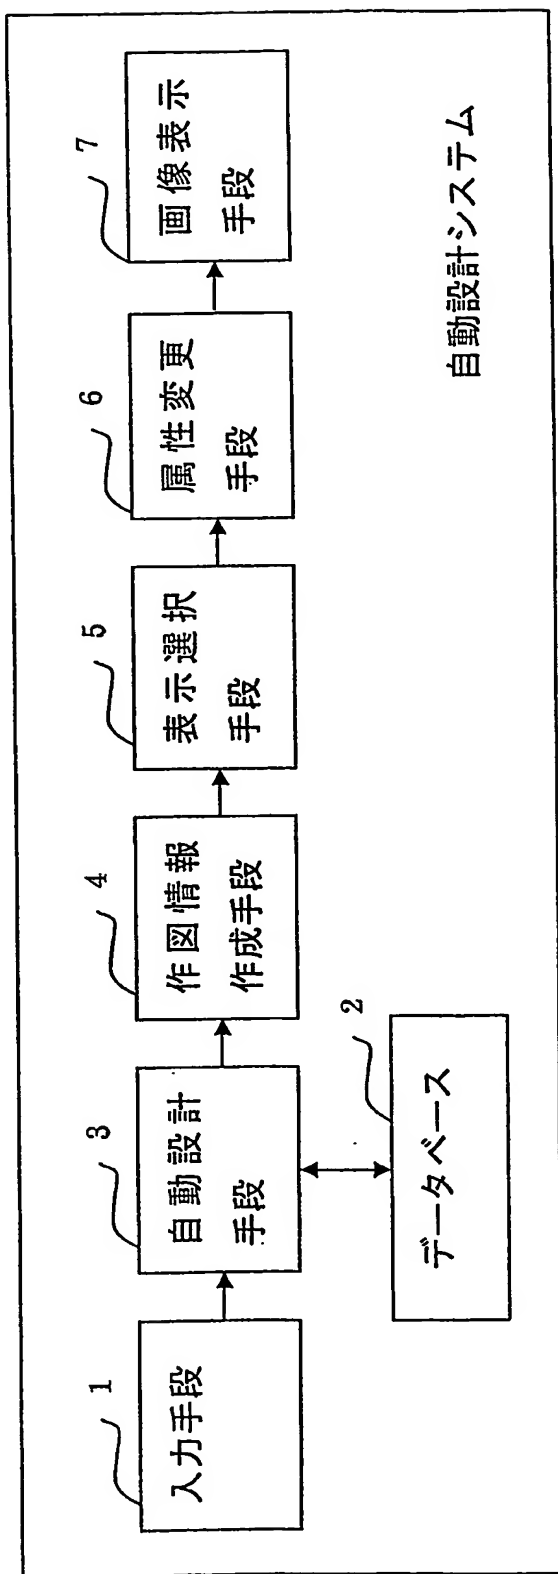 1
入力手段
3
自動設計
手段
2
データベース
4
作図情報
作成手段
5
表示選択
手段
6
属性変更
手段
7
画像表示
手段
自動設計システム